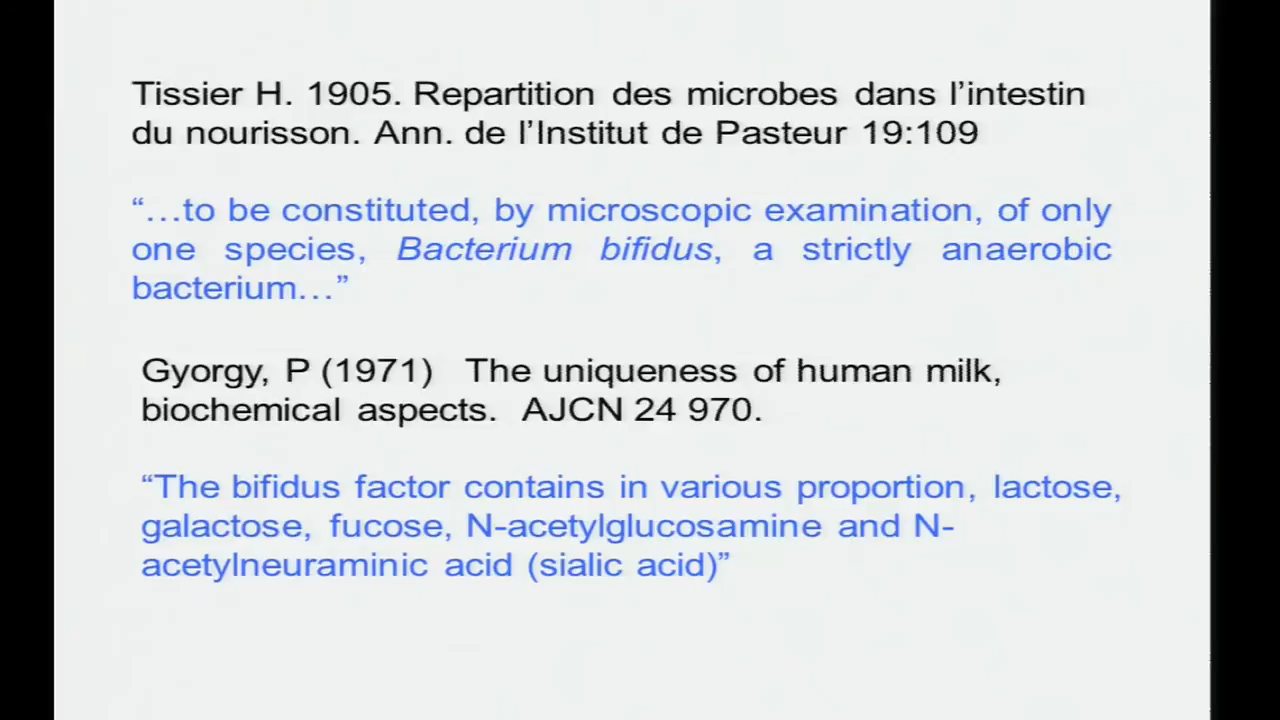 Tissier H. 1905. Repartition des microbes dans l’intestin
du nourisson. Ann. de l’Institut de Pasteur 19:109
“…to be constituted, by microscopic examination, of only
one species, Bacterium bifidus, a strictly anaerobic
bacterium…”
Gyorgy, P (1971) The uniqueness of human milk,
biochemical aspects. AJCN 24 970.
“The bifidus factor contains in various proportion, lactose,
galactose, fucose, N-acetylglucosamine and N-
acetylneuraminic acid (sialic acid)”